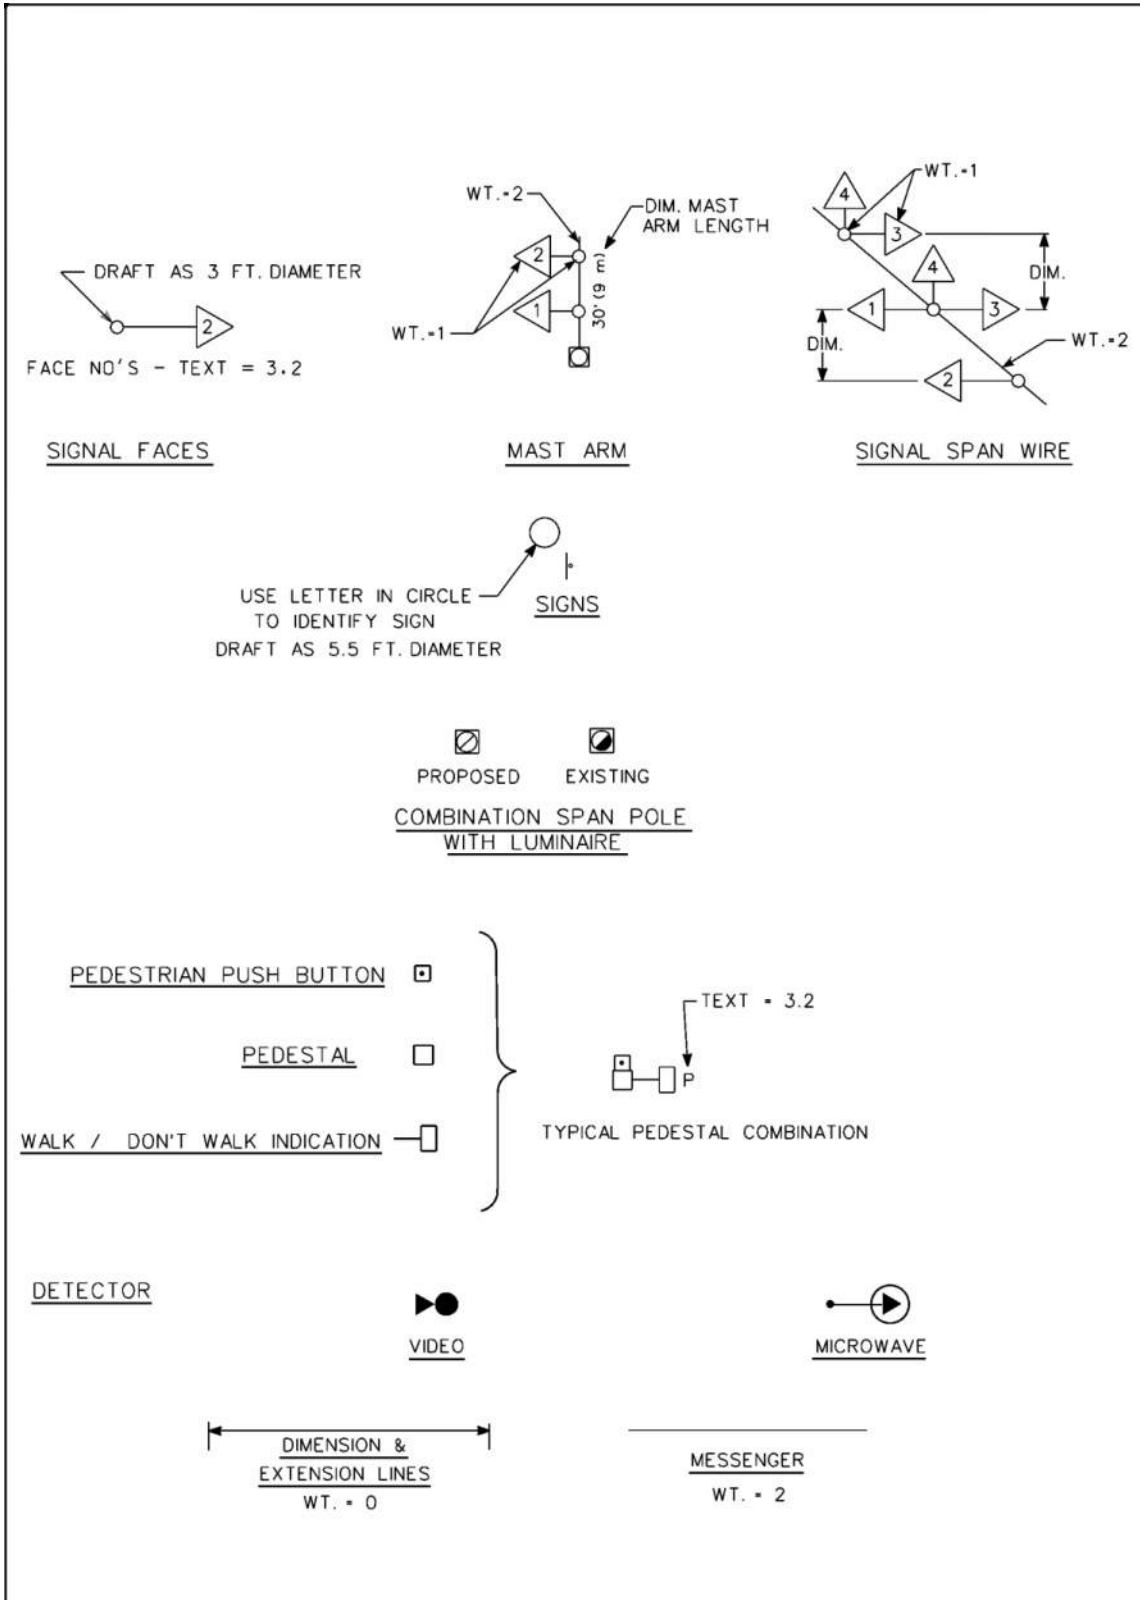 DRAFT AS 3 FT. DIAMETER
2
FACE NO'S - TEXT = 3.2
SIGNAL FACES
WT.=2
DIM. MAST
ARM LENGTH
2
1
30' (9 m)
WT.=1
MAST ARM
WT.=1
4
3
4
DIM.
1
3
DIM.
WT.=2
2
SIGNAL SPAN WIRE
USE LETTER IN CIRCLE
TO IDENTIFY SIGN
DRAFT AS 5.5 FT. DIAMETER
SIGNS
PROPOSED
EXISTING
COMBINATION SPAN POLE
WITH LUMINAIRE
PEDESTRIAN PUSH BUTTON
PEDESTAL
WALK / DON'T WALK INDICATION
TEXT = 3.2
P
TYPICAL PEDESTAL COMBINATION
DETECTOR
VIDEO
MICROWAVE
DIMENSION &
EXTENSION LINES
WT. = 0
MESSENGER
WT. = 2